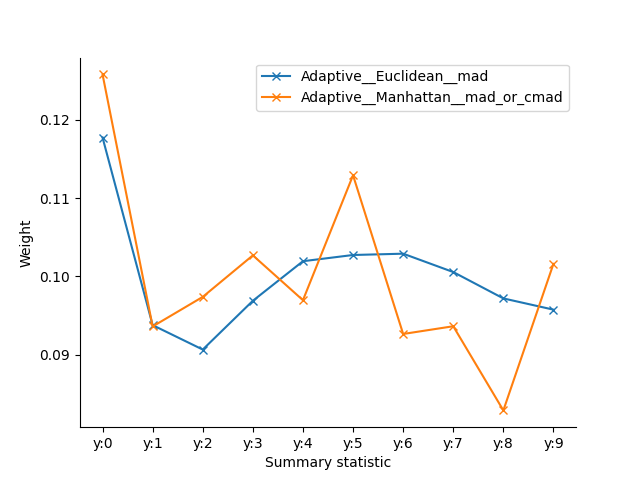 Adaptive__Euclidean__mad
Adaptive__Manhattan__mad_or_cmad
0.12
0.11
0.10
0.09
Weight
y:0 y:1 y:2 y:3 y:4 y:5 y:6 y:7 y:8 y:9
Summary statistic